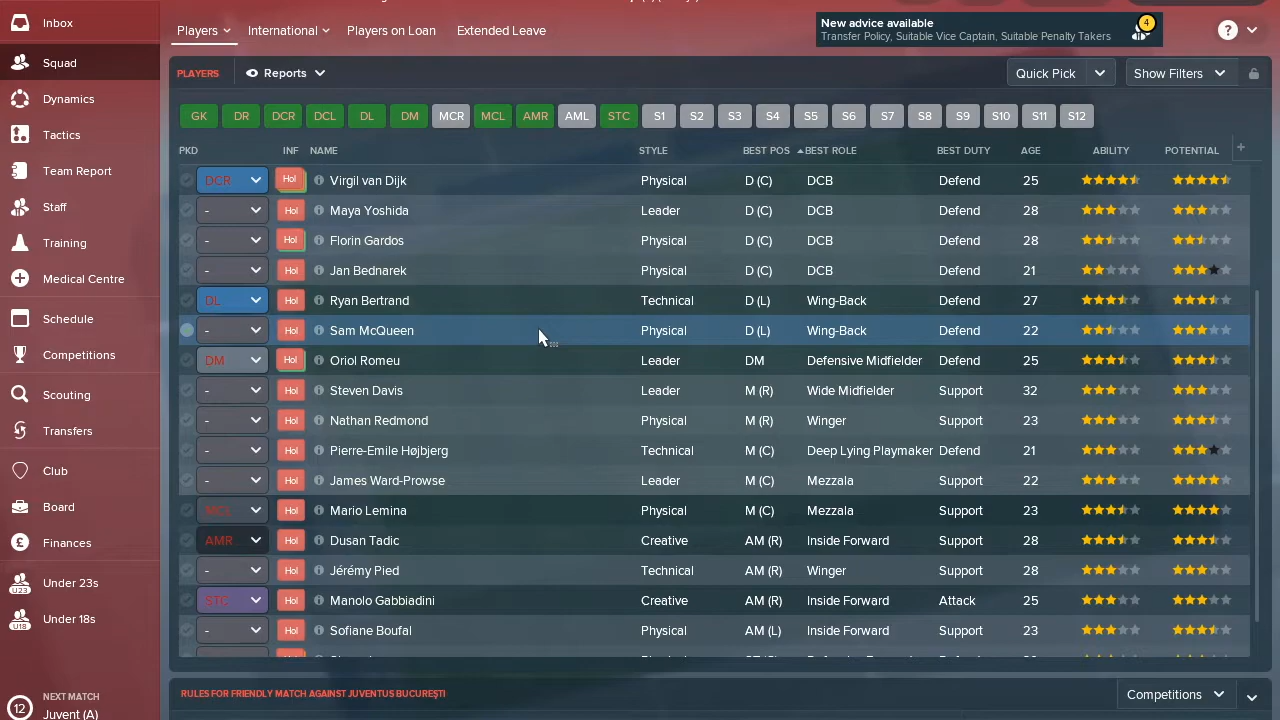 Inbox
Squad
Dynamics
Tactics
Team Report
Staff
Training
Medical Centre
Schedule
Competitions
Scouting
Transfers
Club
Board
Finances
U23 Under 23s
U18 Under 18s
12 NEXT MATCH
Juvent (A)
Players International Players on Loan Extended Leave
New advice available 4
Transfer Policy, Suitable Vice Captain, Suitable Penalty Takers
?
PLAYERS Reports Quick Pick Show Filters
GK DR DCR DCL DL DM MCR MCL AMR AML STC S1 S2 S3 S4 S5 S6 S7 S8 S9 S10 S11 S12
PKD INF NAME STYLE BEST POS BEST ROLE BEST DUTY AGE ABILITY POTENTIAL +
DCR Hol Virgil van Dijk Physical D (C) DCB Defend 25
- Hol Maya Yoshida Leader D (C) DCB Defend 28
- Hol Florin Gardos Physical D (C) DCB Defend 28
- Hol Jan Bednarek Physical D (C) DCB Defend 21
DL Hol Ryan Bertrand Technical D (L) Wing-Back Defend 27
- Hol Sam McQueen Physical D (L) Wing-Back Defend 22
DM Hol Oriol Romeu Leader DM Defensive Midfielder Defend 25
- Hol Steven Davis Leader M (R) Wide Midfielder Support 32
- Hol Nathan Redmond Physical M (R) Winger Support 23
- Hol Pierre-Emile Højbjerg Technical M (C) Deep Lying Playmaker Defend 21
- Hol James Ward-Prowse Leader M (C) Mezzala Support 22
MCL Hol Mario Lemina Physical M (C) Mezzala Support 23
AMR Hol Dusan Tadic Creative AM (R) Inside Forward Support 28
- Hol Jérémy Pied Technical AM (R) Winger Support 28
STC Hol Manolo Gabbiadini Creative AM (R) Inside Forward Attack 25
- Hol Sofiane Boufal Physical AM (L) Inside Forward Support 23
RULES FOR FRIENDLY MATCH AGAINST JUVENTUS BUCUREȘTI Competitions